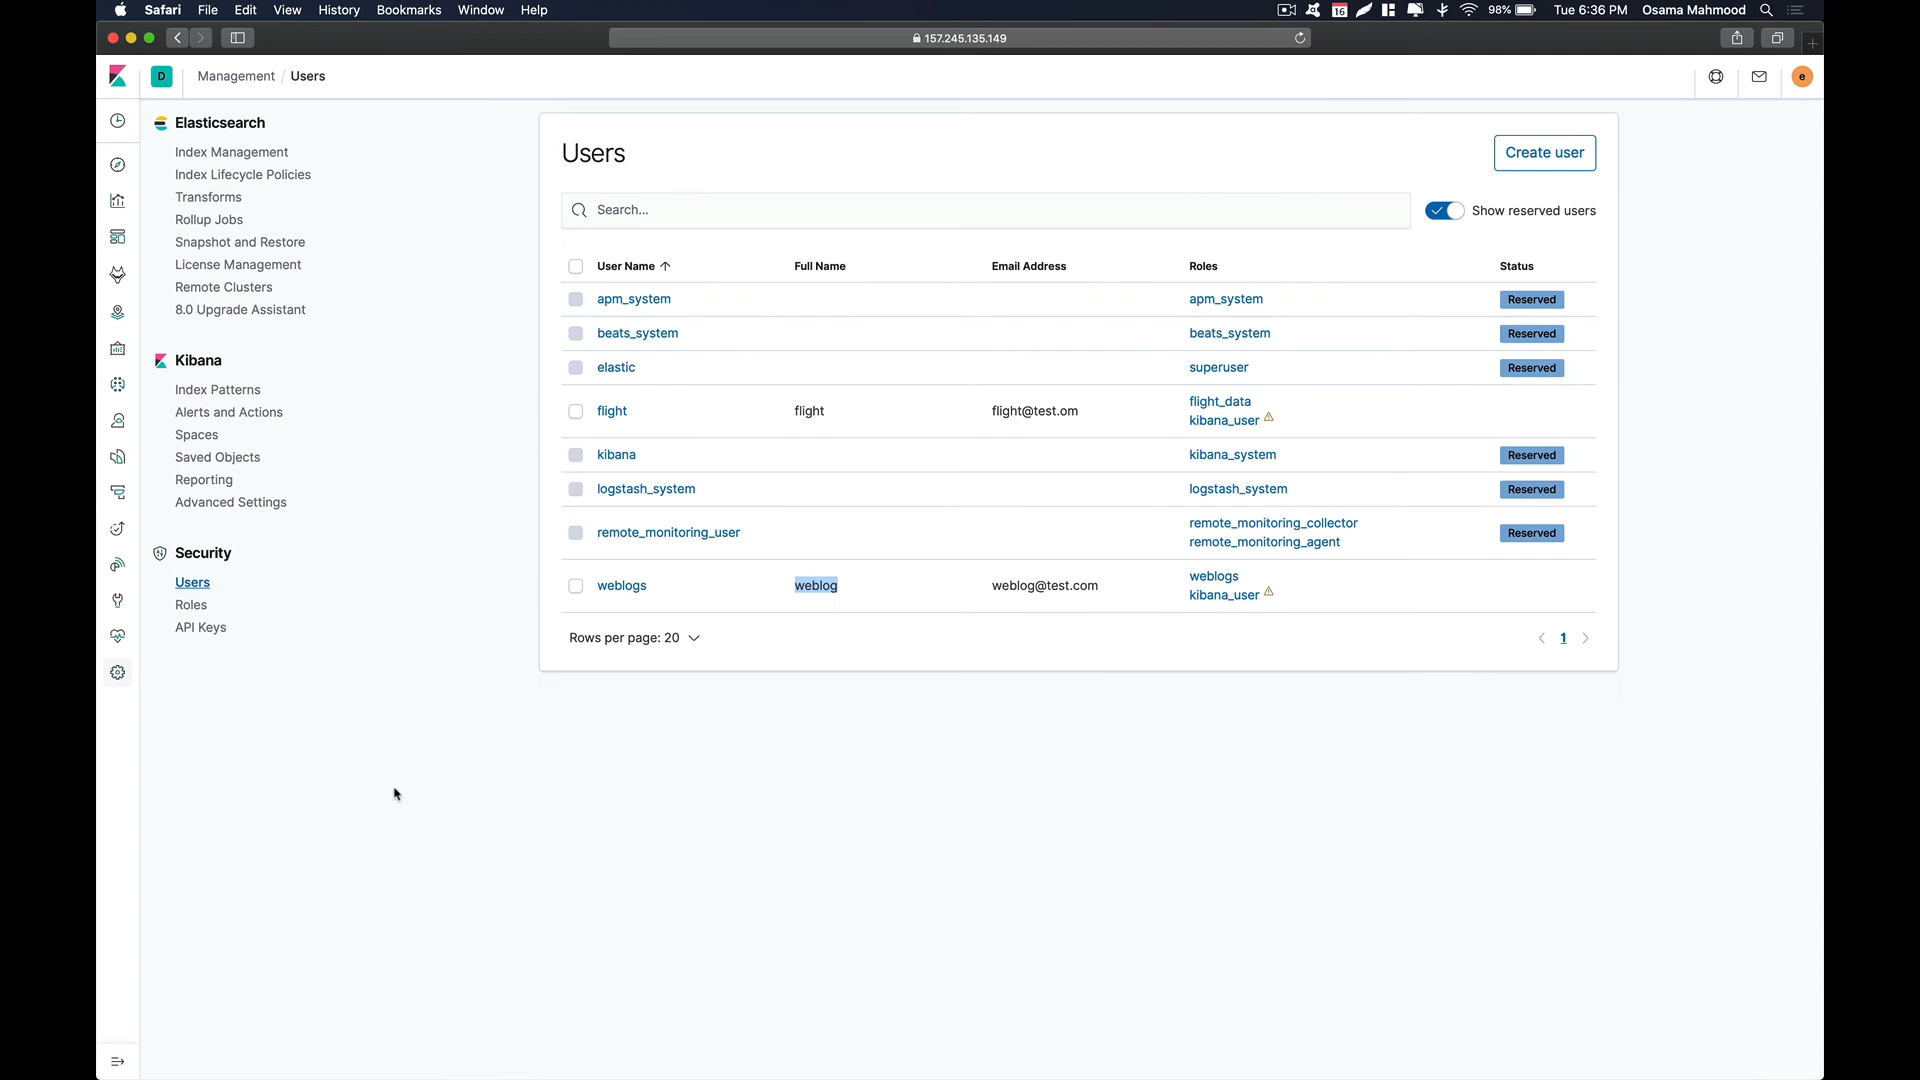 Safari File Edit View History Bookmarks Window Help 16 98% Tue 6:36 PM Osama Mahmood
157.245.135.149
D Management / Users e
Elasticsearch
Index Management
Index Lifecycle Policies
Transforms
Rollup Jobs
Snapshot and Restore
License Management
Remote Clusters
8.0 Upgrade Assistant
Kibana
Index Patterns
Alerts and Actions
Spaces
Saved Objects
Reporting
Advanced Settings
Security
Users
Roles
API Keys
Users
Create user
Search...
Show reserved users
User Name Full Name Email Address Roles Status
apm_system apm_system Reserved
beats_system beats_system Reserved
elastic superuser Reserved
flight flight flight@test.om flight_data
kibana_user
kibana kibana_system Reserved
logstash_system logstash_system Reserved
remote_monitoring_user remote_monitoring_collector Reserved
remote_monitoring_agent
weblogs weblog weblog@test.com weblogs
kibana_user
Rows per page: 20 1